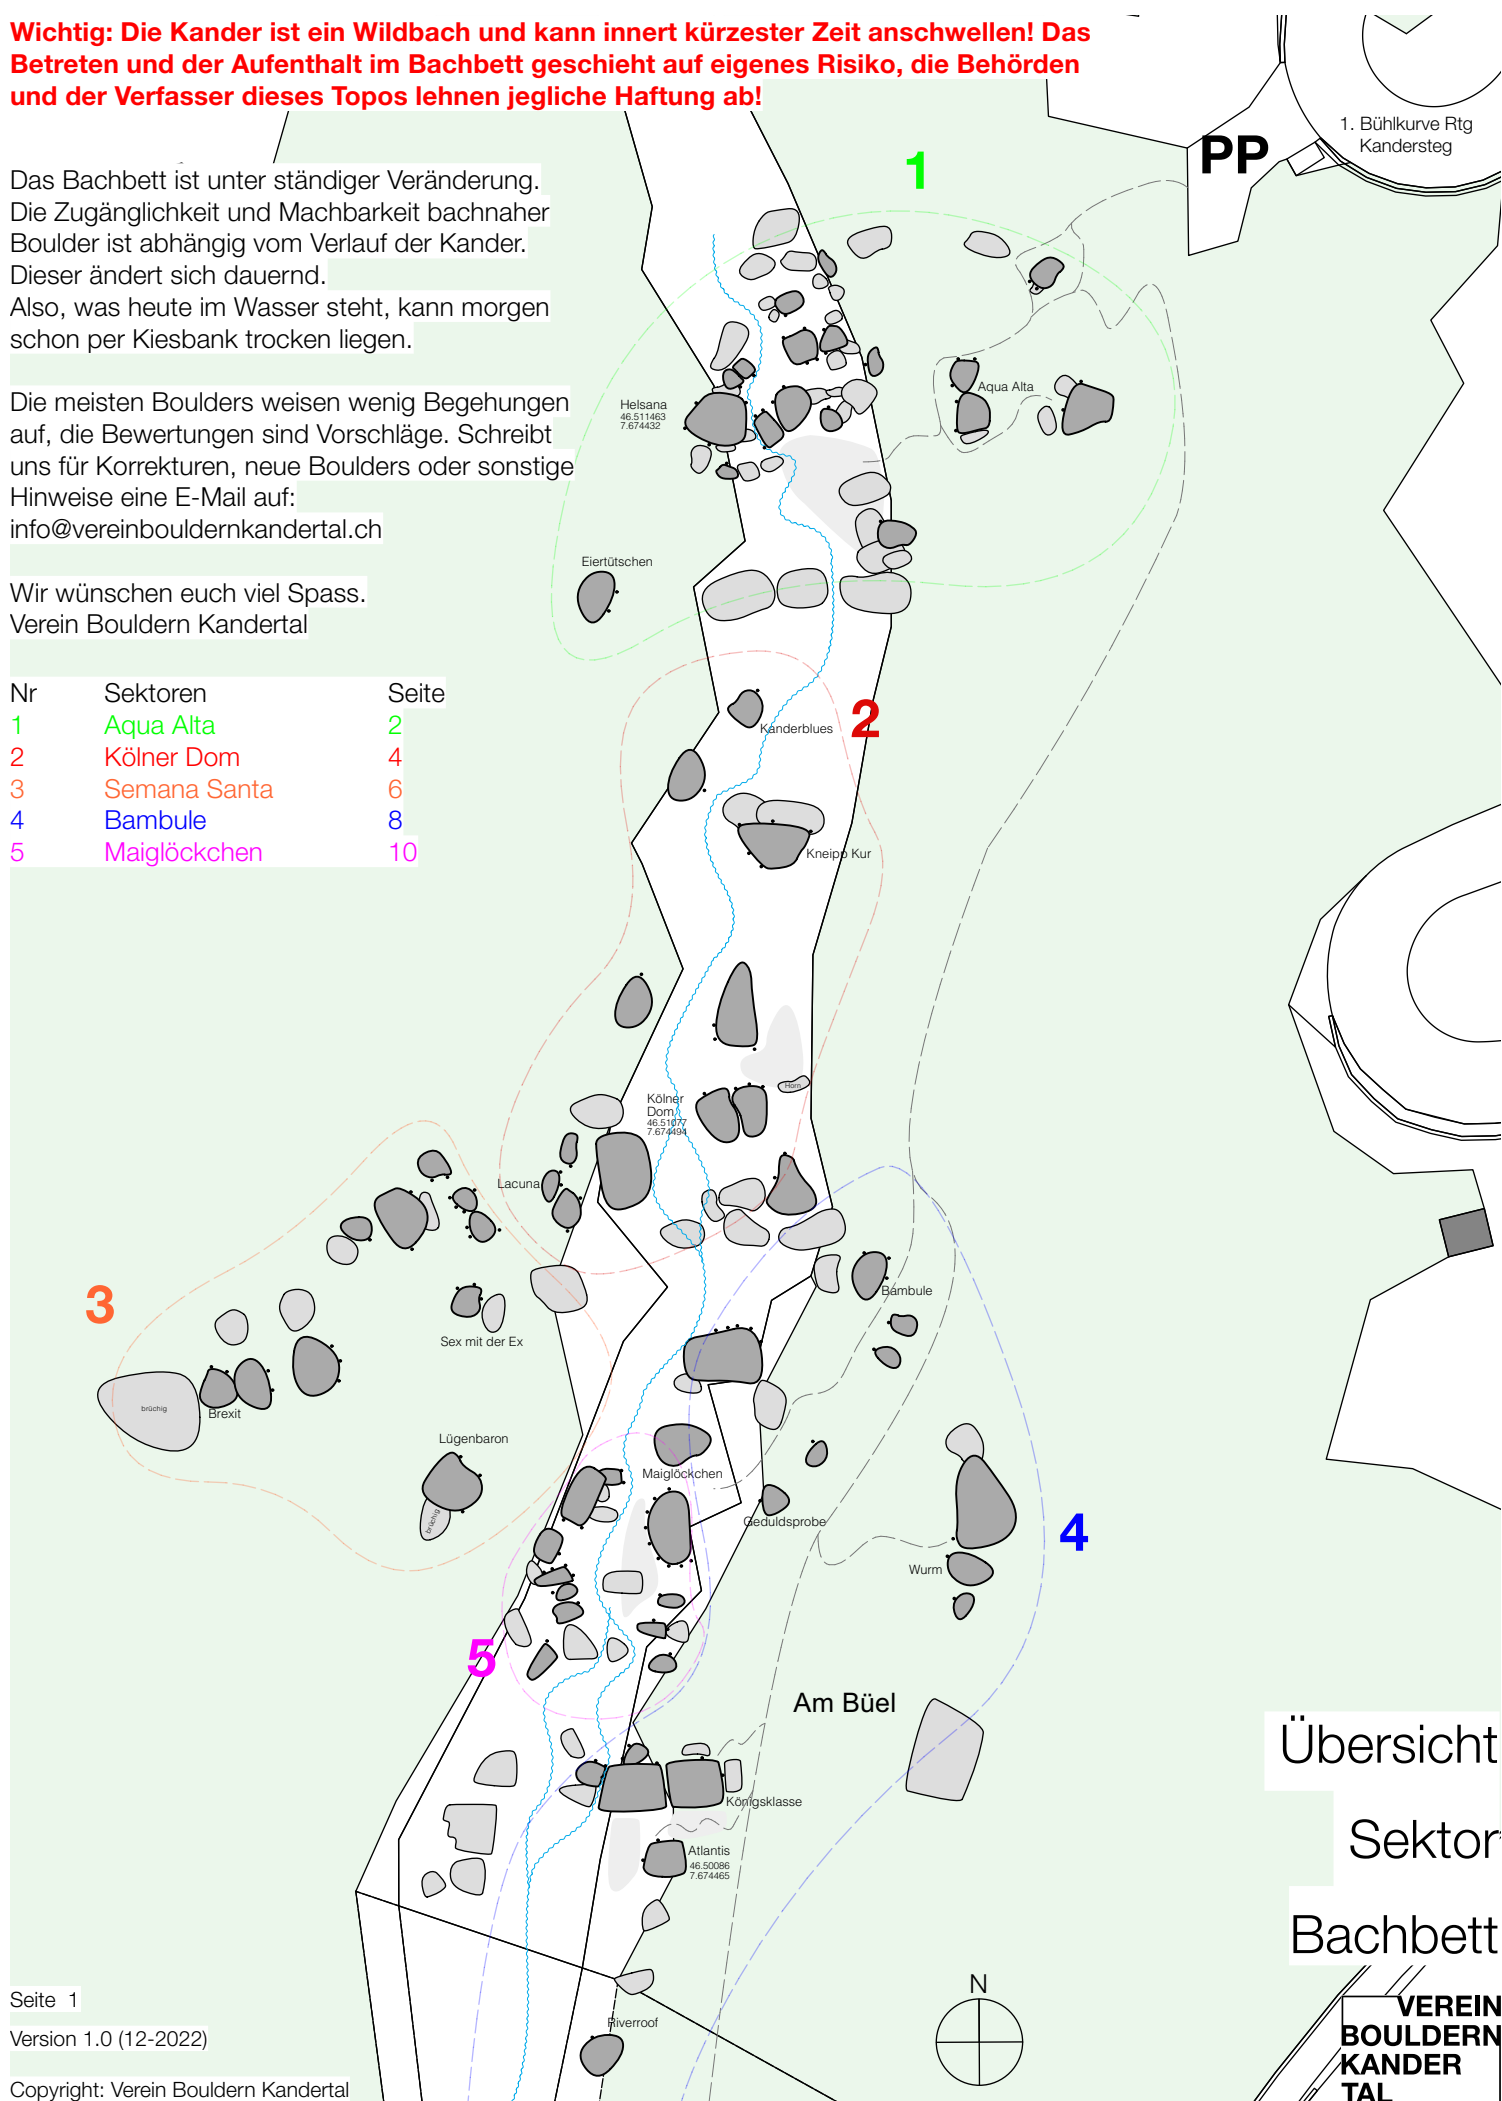 Wichtig: Die Kander ist ein Wildbach und kann innert kürzester Zeit anschwellen! Das
Betreten und der Aufenthalt im Bachbett geschieht auf eigenes Risiko, die Behörden
und der Verfasser dieses Topos lehnen jegliche Haftung ab!
1. Bühlkurve Rtg
Kandersteg
PP
1
Das Bachbett ist unter ständiger Veränderung.
Die Zugänglichkeit und Machbarkeit bachnaher
Boulder ist abhängig vom Verlauf der Kander.
Dieser ändert sich dauernd.
Also, was heute im Wasser steht, kann morgen
schon per Kiesbank trocken liegen.
Die meisten Boulders weisen wenig Begehungen
auf, die Bewertungen sind Vorschläge. Schreibt
uns für Korrekturen, neue Boulders oder sonstige
Hinweise eine E-Mail auf:
info@vereinbouldernkandertal.ch
Wir wünschen euch viel Spass.
Verein Bouldern Kandertal
Nr Sektoren Seite
1 Aqua Alta 2
2 Kölner Dom 4
3 Semana Santa 6
4 Bambule 8
5 Maiglöckchen 10
Aqua Alta
Helsana
46.511463
7.674432
Eiertütschen
2
Kanderblues
Kneipp Kur
Horn
Kölner
Dom
46.51077
7.674494
Lacuna
3
Bambule
Sex mit der Ex
brüchig
Brexit
Lügenbaron
brüchig
Maiglöckchen
Geduldsprobe
4
Wurm
5
Am Büel
Königsklasse
Atlantis
46.50086
7.674465
Riverroof
N
Übersicht
Sektor
Bachbett
VEREIN
BOULDERN
KANDER
TAL
Seite 1
Version 1.0 (12-2022)
Copyright: Verein Bouldern Kandertal